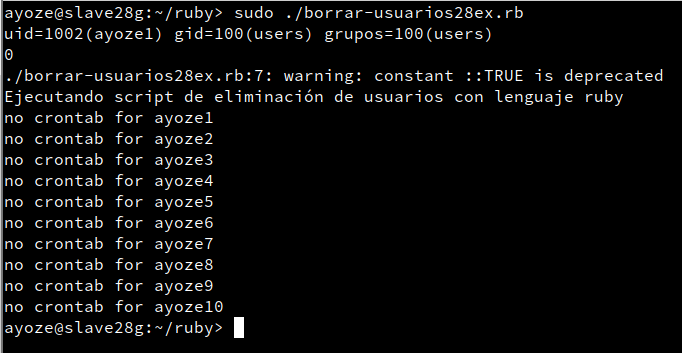 ayoze@slave28g:~/ruby> sudo ./borrar-usuarios28ex.rb
uid=1002(ayoze1) gid=100(users) grupos=100(users)
0
./borrar-usuarios28ex.rb:7: warning: constant ::TRUE is deprecated
Ejecutando script de eliminación de usuarios con lenguaje ruby
no crontab for ayoze1
no crontab for ayoze2
no crontab for ayoze3
no crontab for ayoze4
no crontab for ayoze5
no crontab for ayoze6
no crontab for ayoze7
no crontab for ayoze8
no crontab for ayoze9
no crontab for ayoze10
ayoze@slave28g:~/ruby>